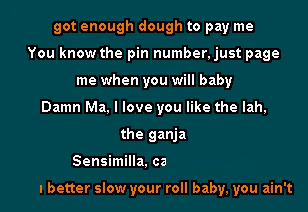 got enough dough to pay me
You know the pin number, just page
me when you will baby
Damn Ma, I love you like the lah,
the ganja
Sensimilla, ca
better slow your roll baby, you ain't